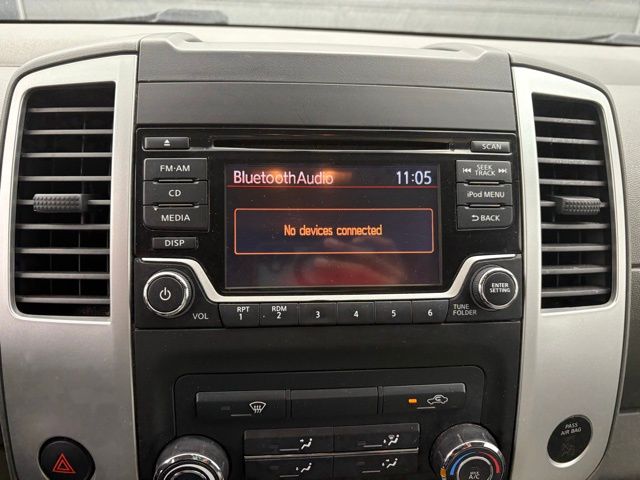 SCAN
FM·AM
CD
MEDIA
DISP
BluetoothAudio 11:05
No devices connected
SEEK
TRACK
iPod MENU
BACK
VOL
RPT
1
RDM
2
3
4
5
6
TUNE
FOLDER
ENTER
SETTING
PASS
AIR BAG
MAX
A/C